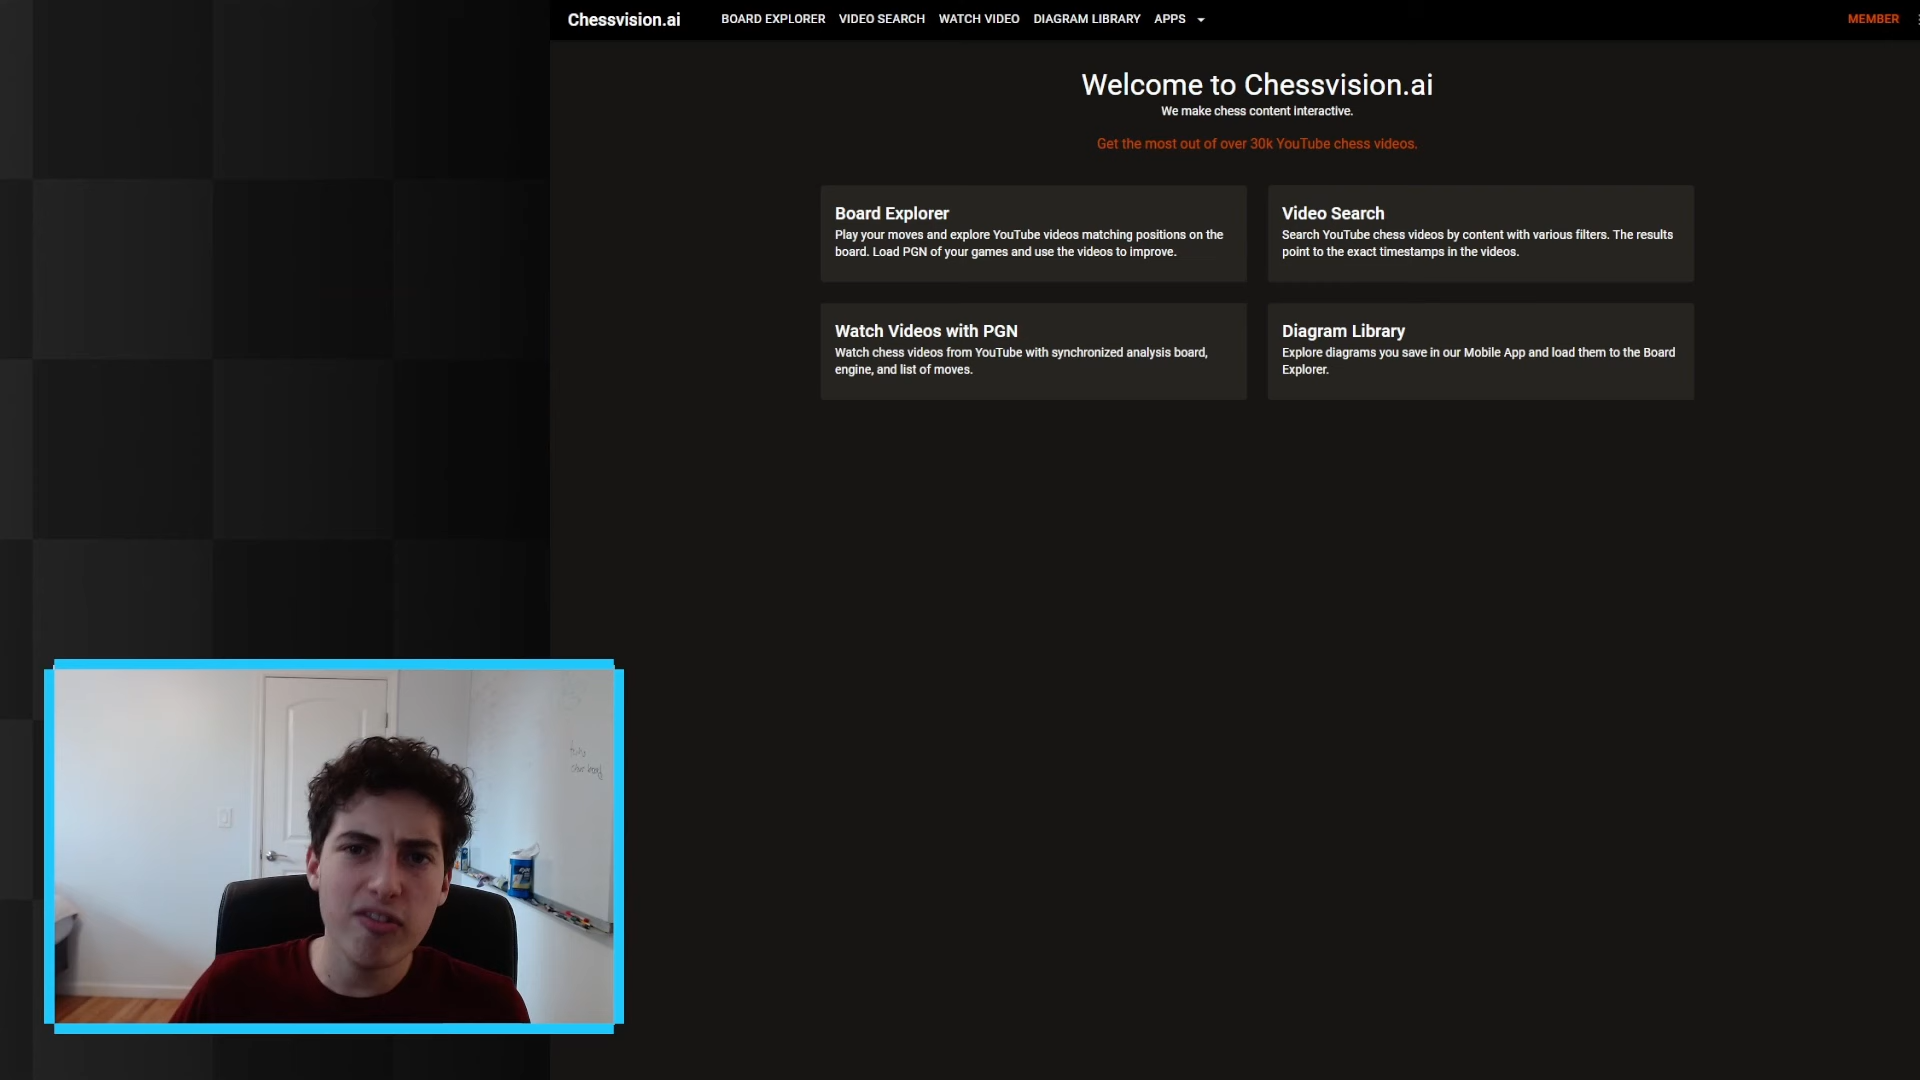 Chessvision.ai
BOARD EXPLORER
VIDEO SEARCH
WATCH VIDEO
DIAGRAM LIBRARY
APPS
MEMBER
Welcome to Chessvision.ai
We make chess content interactive.
Get the most out of over 30k YouTube chess videos.
Board Explorer
Play your moves and explore YouTube videos matching positions on the
board. Load PGN of your games and use the videos to improve.
Video Search
Search YouTube chess videos by content with various filters. The results
point to the exact timestamps in the videos.
Watch Videos with PGN
Watch chess videos from YouTube with synchronized analysis board,
engine, and list of moves.
Diagram Library
Explore diagrams you save in our Mobile App and load them to the Board
Explorer.